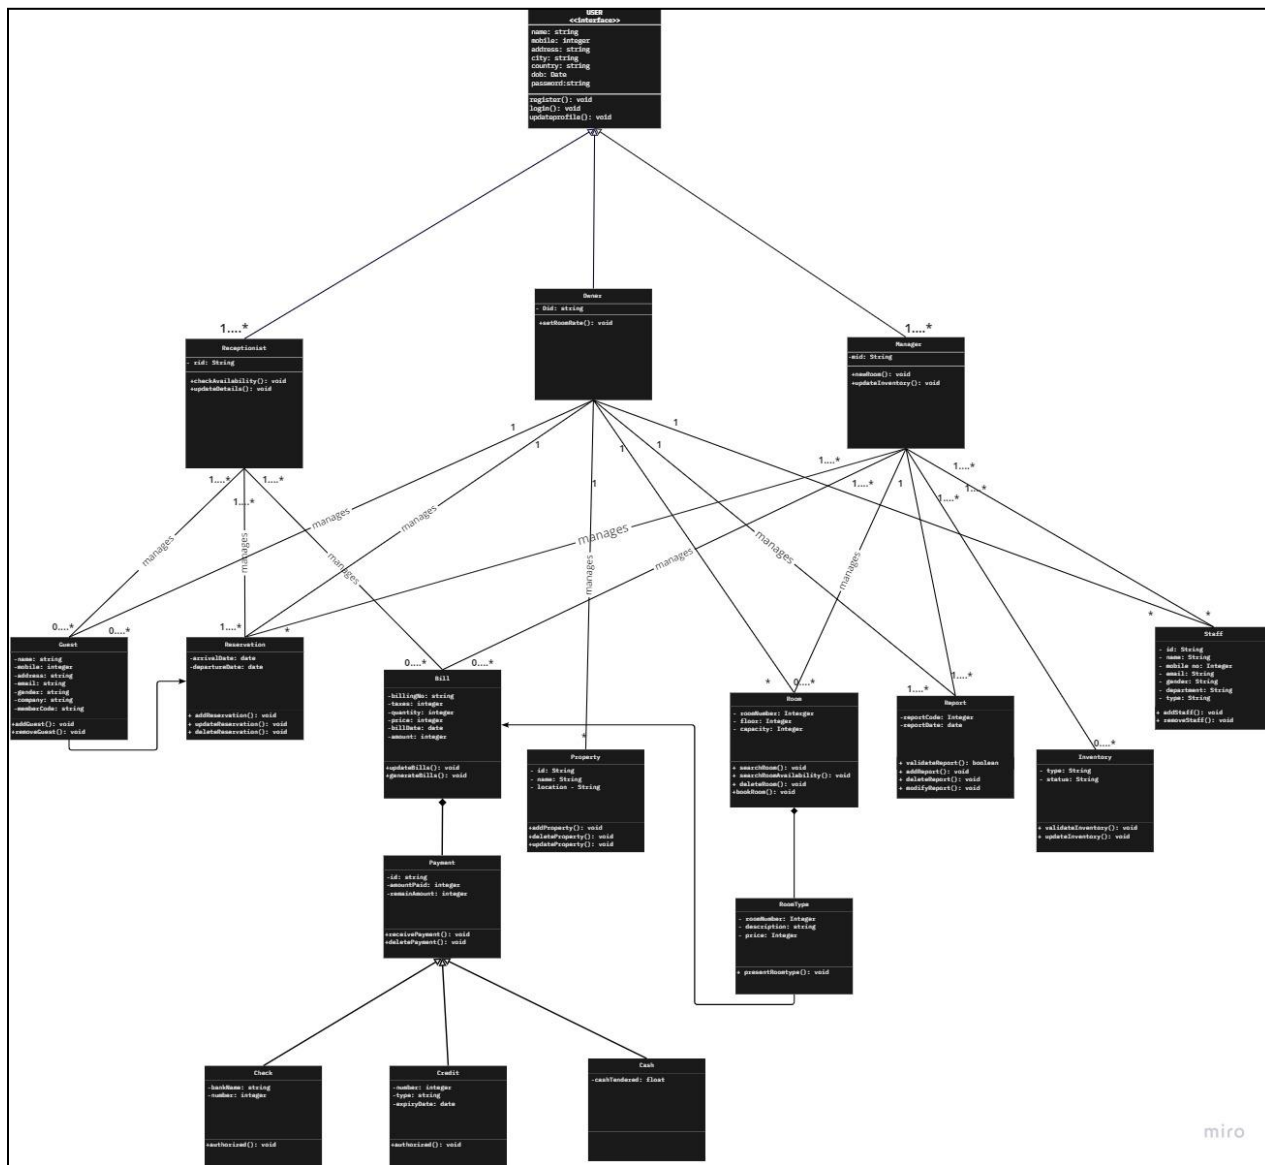 USER
<<interface>>
name: string
mobile: integer
address: string
city: string
country: string
dob: Date
password:string
register(): void
login(): void
updateprofile(): void
Owner
- Oid: string
+setRoomRate(): void
1....*
Receptionist
- rid: String
+checkAvailability(): void
+updateDetails(): void
1....*
Manager
-mid: String
+newRoom(): void
+updateInventory(): void
1
1
1
1
1
1
1....*
1....*
1....*
1....*
1....*
1
1....*
1....*
1....*
manages
manages
manages
manages
manages
manages
manages
manages
manages
manages
0....*
0....*
Guest
-name: string
-mobile: integer
-address: string
-email: string
-gender: string
-company: string
-memberCode: string
+addGuest(): void
+removeGuest(): void
1....*
*
Reservation
-arrivalDate: date
-departureDate: date
+ addReservation(): void
+ updateReservation(): void
+ deleteReservation(): void
0....*
0....*
Bill
-billingNo: string
-taxes: integer
-quantity: integer
-price: integer
-billDate: date
-amount: integer
+updateBills(): void
+generateBills(): void
*
Property
- id: String
- name: String
- location - String
+addProperty(): void
+deleteProperty(): void
+updateProperty(): void
*
0....*
Room
- roomNumber: Interger
- floor: Integer
- capacity: Integer
+ searchRoom(): void
+ searchRoomAvailability(): void
+ deleteRoom(): void
+bookRoom(): void
1....*
1....*
Report
-reportCode: Integer
-reportDate: date
+ validateReport(): boolean
+ addReport(): void
+ deleteReport(): void
+ modifyReport(): void
0....*
Inventory
- type: String
- status: String
+ validateInventory(): void
+ updateInventory(): void
*
*
Staff
- id: String
- name: String
- mobile no: Integer
- email: String
- gender: String
- department: String
- type: String
+ addStaff(): void
+ removeStaff(): void
Payment
-id: string
-amountPaid: integer
-remainAmount: integer
+receivePayment(): void
+deletePayment(): void
RoomType
- roomNumber: Integer
- description: string
- price: Integer
+ presentRoomtype(): void
Check
-bankName: string
-number: integer
+authorized(): void
Credit
-number: integer
-type: string
-expiryDate: date
+authorized(): void
Cash
-cashTendered: float
miro